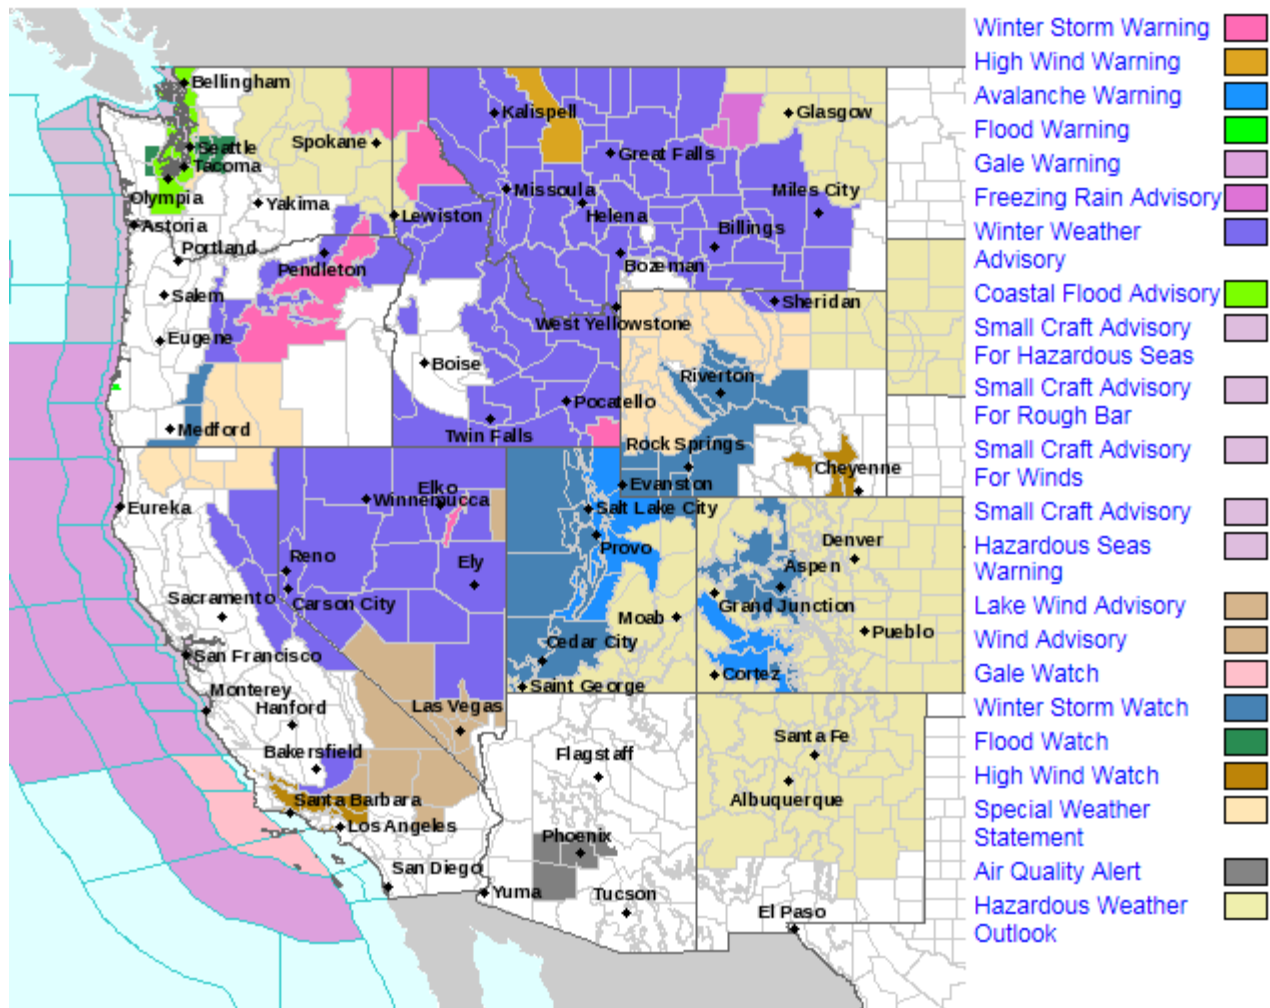 Bellingham
Kalispell
Glasgow
Spokane
Seattle
Great Falls
Tacoma
Missoula
Miles City
Olympia
Yakima
Lewiston
Helena
Astoria
Billings
Portland
Pendleton
Bozeman
Salem
Sheridan
West Yellowstone
Eugene
Boise
Riverton
Pocatello
Medford
Twin Falls
Rock Springs
Cheyenne
Evanston
Elko
Winnemucca
Eureka
Salt Lake City
Denver
Provo
Reno
Ely
Aspen
Sacramento
Carson City
Grand Junction
Moab
Pueblo
Cedar City
San Francisco
Cortez
Saint George
Monterey
Hanford
Las Vegas
Santa Fe
Bakersfield
Flagstaff
Santa Barbara
Albuquerque
Los Angeles
Phoenix
San Diego
Yuma
Tucson
El Paso
Winter Storm Warning
High Wind Warning
Avalanche Warning
Flood Warning
Gale Warning
Freezing Rain Advisory
Winter Weather
Advisory
Coastal Flood Advisory
Small Craft Advisory
For Hazardous Seas
Small Craft Advisory
For Rough Bar
Small Craft Advisory
For Winds
Small Craft Advisory
Hazardous Seas
Warning
Lake Wind Advisory
Wind Advisory
Gale Watch
Winter Storm Watch
Flood Watch
High Wind Watch
Special Weather
Statement
Air Quality Alert
Hazardous Weather
Outlook